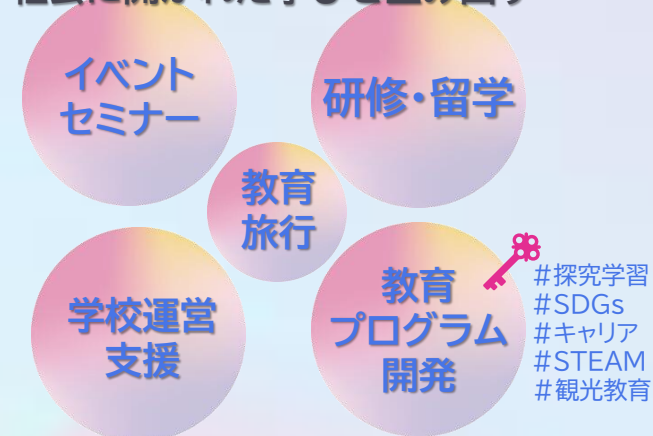 イベント
セミナー
研修・留学
教育
旅行
学校運営
支援
教育
プログラム
開発
#探究学習
#SDGs
#キャリア
#STEAM
#観光教育